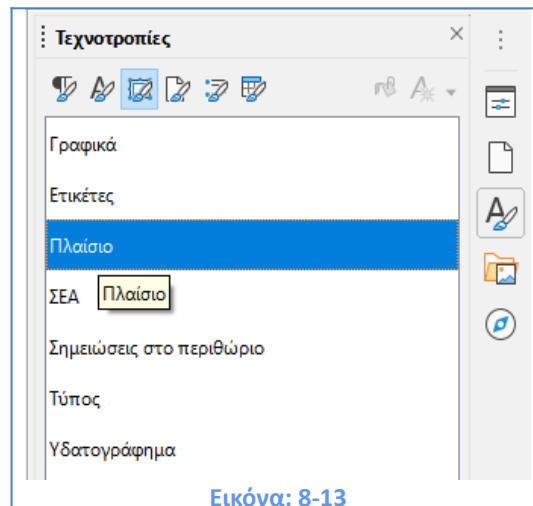 Τεχνοτροπίες
Γραφικά
Ετικέτες
Πλαίσιο
ΣΕΑ
Πλαίσιο
Σημειώσεις στο περιθώριο
Τύπος
Υδατογράφημα
Εικόνα: 8-13